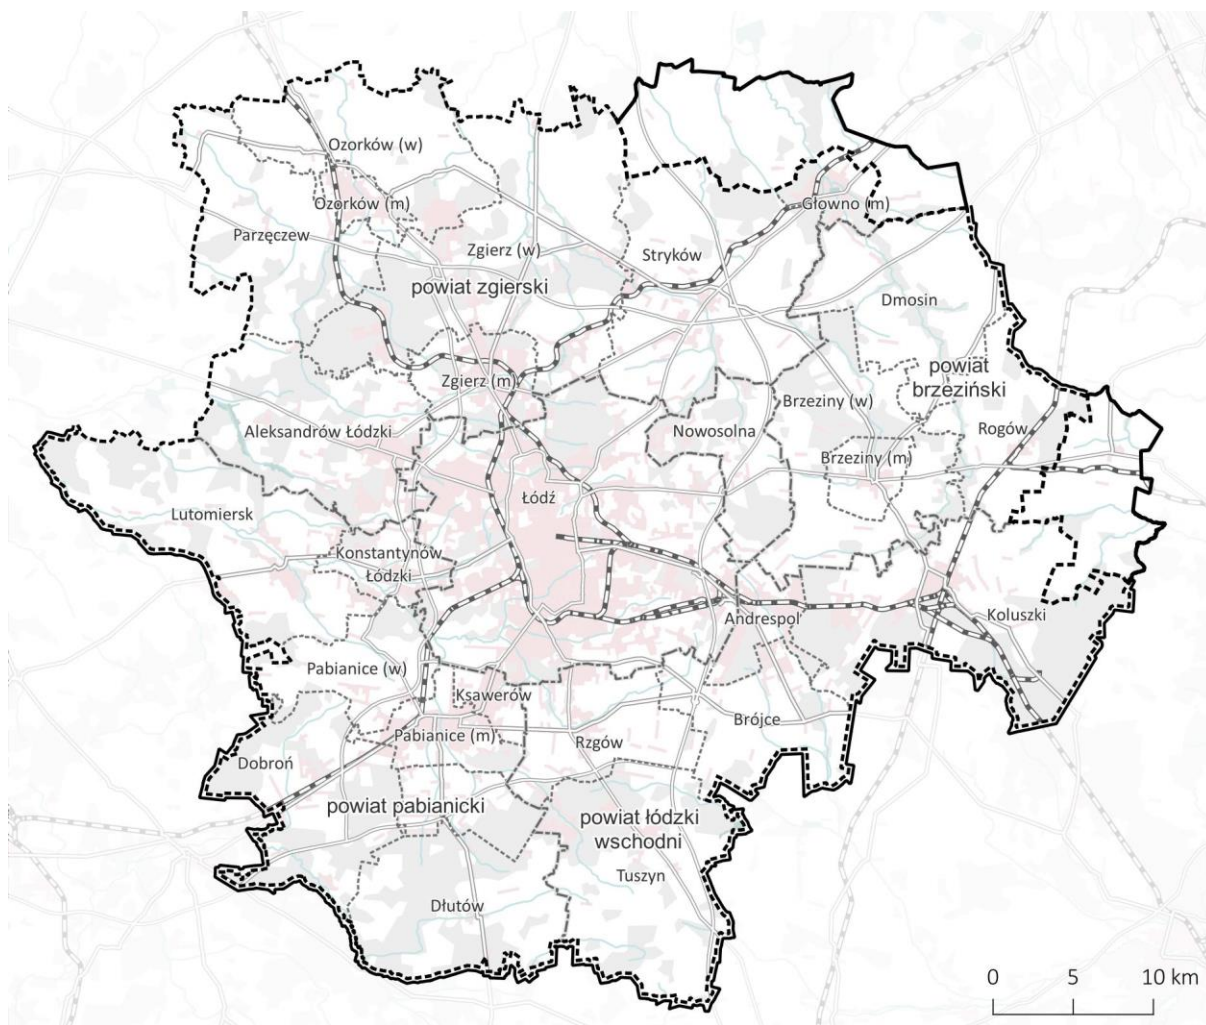 Ozorków (w)
Ozorków (m)
Głowno (m)
Parzęczew
Zgierz (w)
Stryków
powiat zgierski
Dmosin
powiat
brzeziński
Zgierz (m)
Brzeziny (w)
Aleksandrów Łódzki
Nowosolna
Rogów
Brzeziny (m)
Łódź
Lutomiersk
Konstantynów
Łódzki
Andrespol
Koluszki
Pabianice (w)
Ksawerów
Brójce
Pabianice (m)
Rzgów
Dobroń
powiat pabianicki
powiat łódzki
wschodni
Tuszyn
Dłutów
0 5 10 km